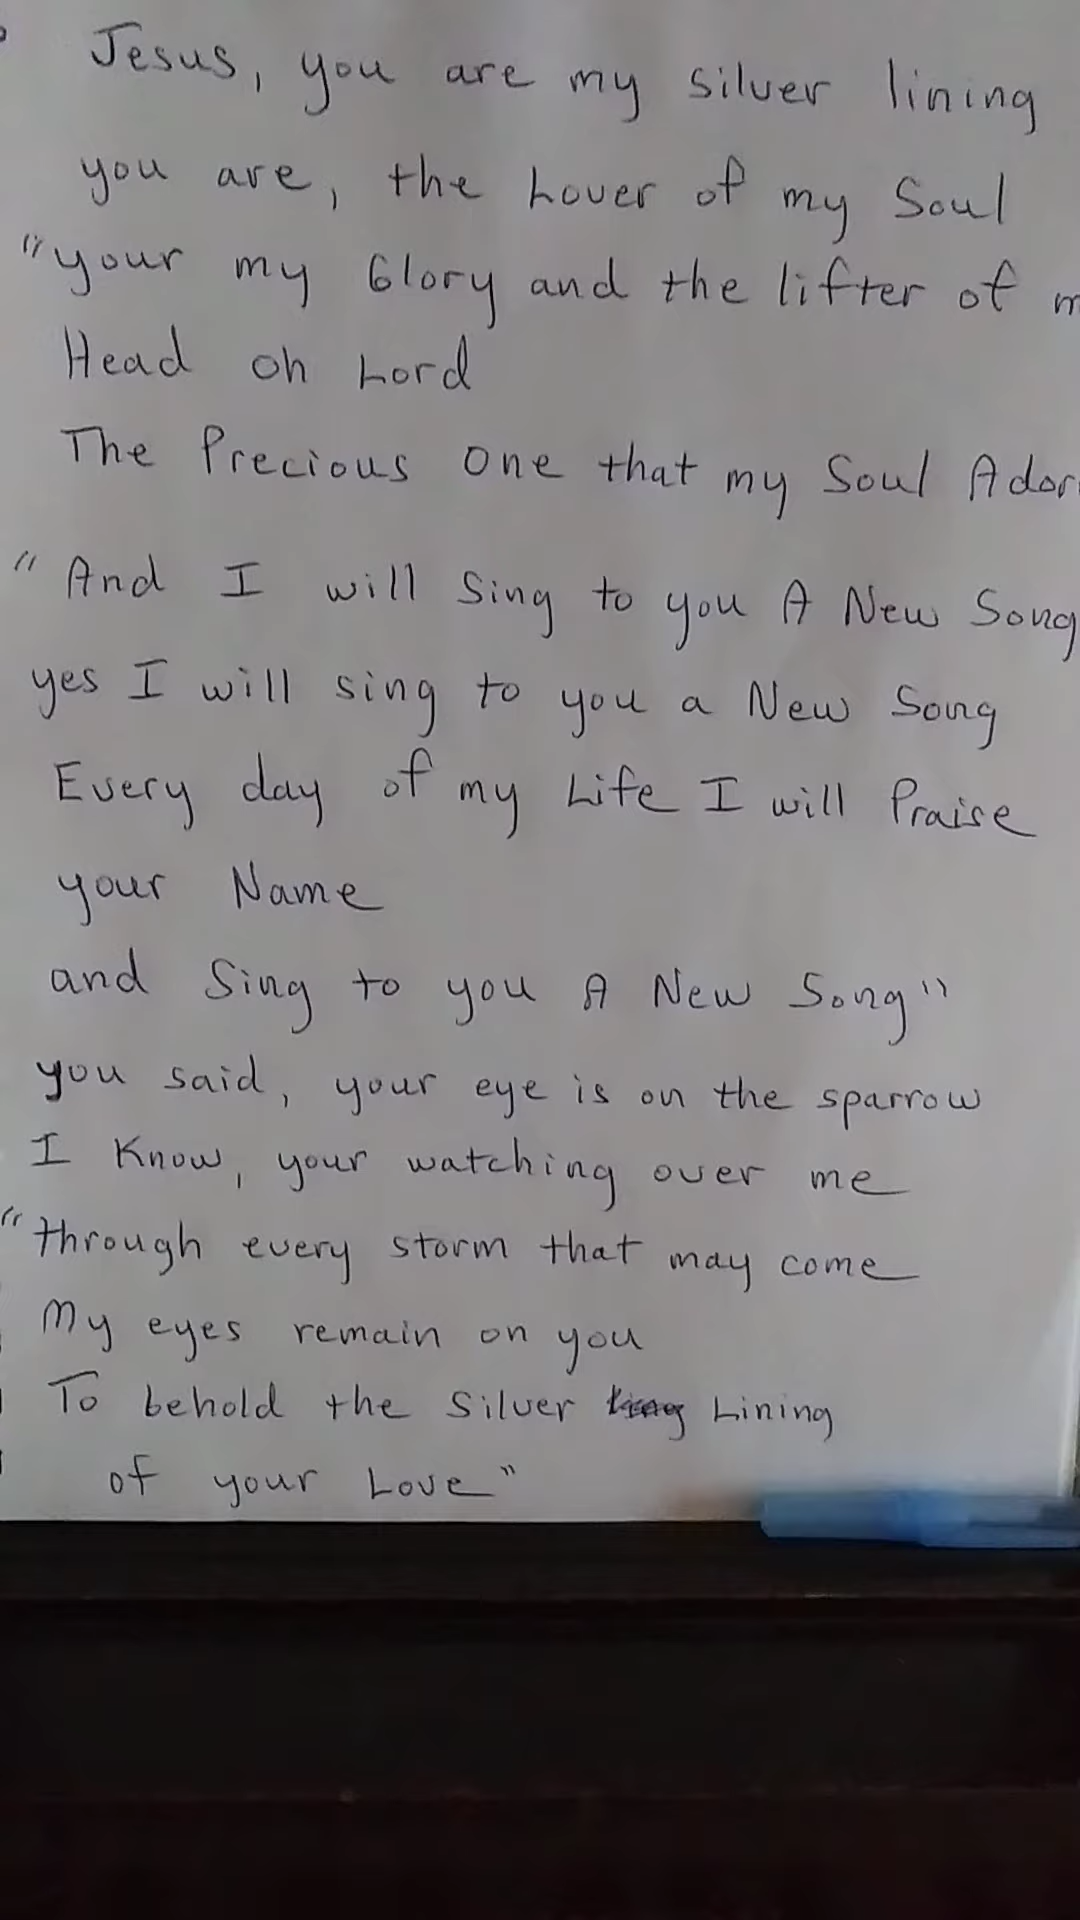 Jesus, you are my silver lining
you are, the Lover of my Soul
"your my Glory and the lifter of m
Head oh Lord
The Precious One that my Soul Ador
"And I will Sing to you A New Song
yes I will sing to you a New Song
Every day of my Life I will Praise
your Name
and Sing to you A New Song"
you said, your eye is on the sparrow
I Know, your watching over me
"through every storm that may come
My eyes remain on you
To behold the Silver Lining
of your Love"